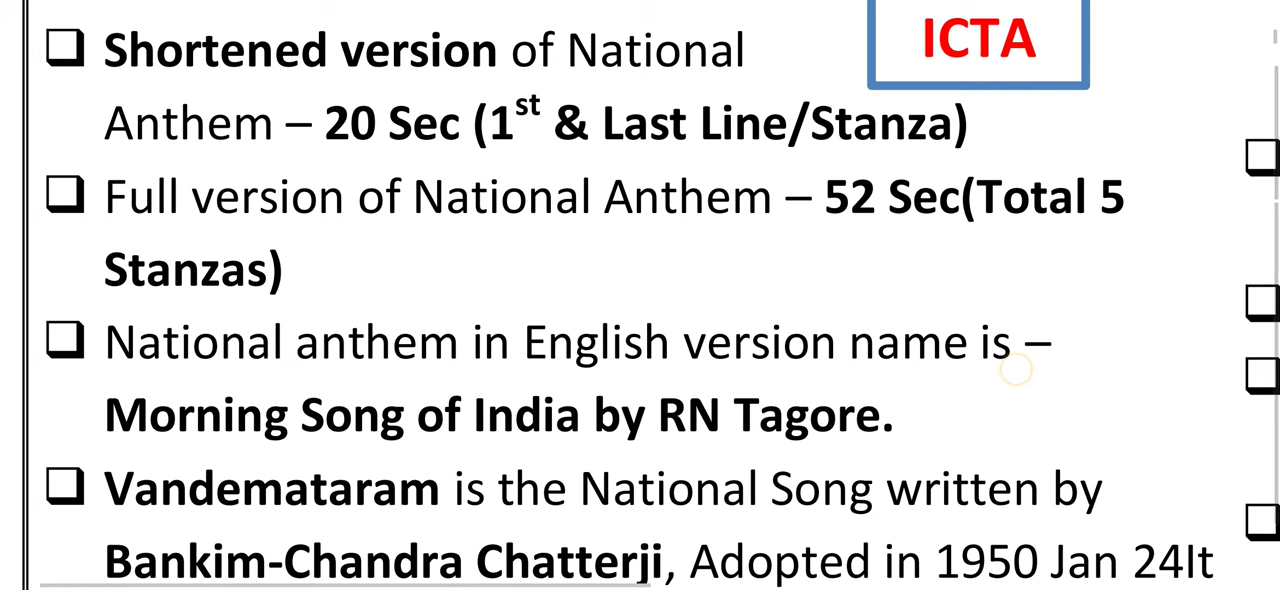 ICTA
Shortened version of National
Anthem – 20 Sec (1st & Last Line/Stanza)
Full version of National Anthem – 52 Sec(Total 5
Stanzas)
National anthem in English version name is –
Morning Song of India by RN Tagore.
Vandemataram is the National Song written by
Bankim-Chandra Chatterji, Adopted in 1950 Jan 24It